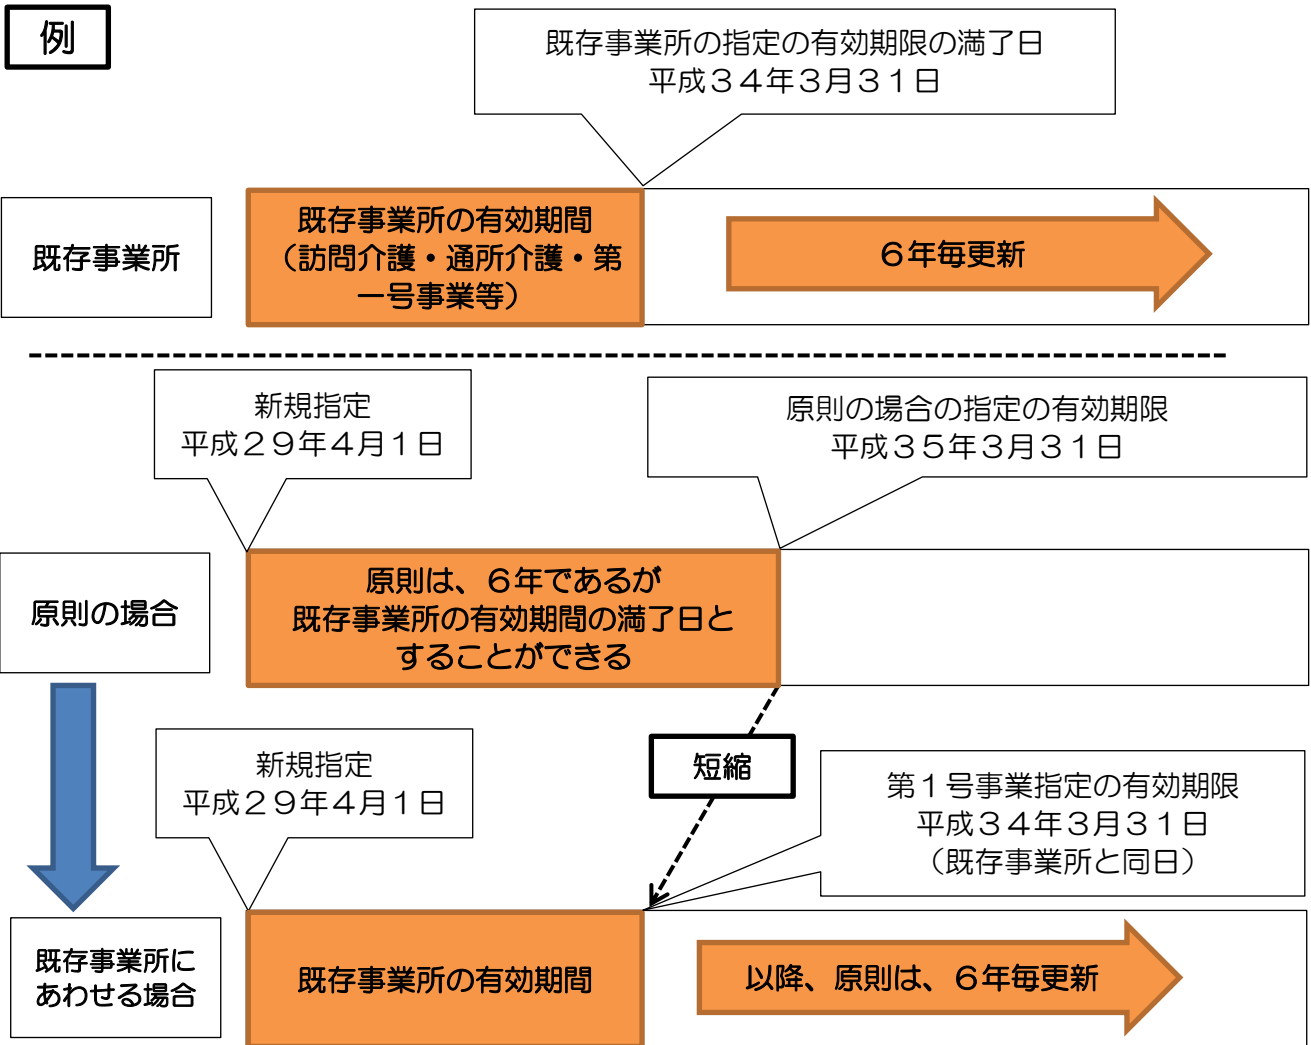 例
既存事業所の指定の有効期限の満了日
平成３４年３月３１日
既存事業所
既存事業所の有効期間
（訪問介護・通所介護・第
一号事業等）
６年毎更新
新規指定
平成２９年４月１日
原則の場合の指定の有効期限
平成３５年３月３１日
原則の場合
原則は、６年であるが
既存事業所の有効期間の満了日と
することができる
新規指定
平成２９年４月１日
短縮
第１号事業指定の有効期限
平成３４年３月３１日
（既存事業所と同日）
既存事業所に
あわせる場合
既存事業所の有効期間
以降、原則は、６年毎更新